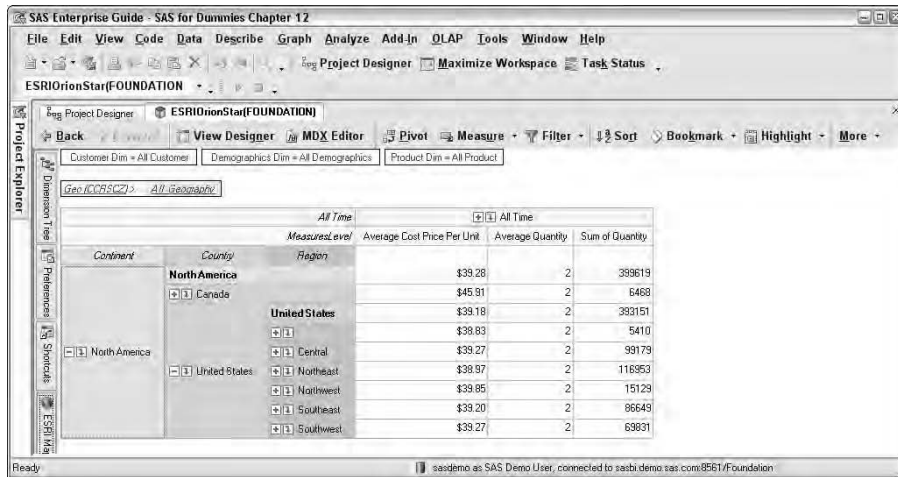 SAS Enterprise Guide - SAS for Dummies Chapter 12
File Edit View Code Data Describe Graph Analyze Add-In OLAP Tools Window Help
Project Designer Maximize Workspace Task Status
ESRIOrionStar(FOUNDATION
Project Designer ESRIOrionStar(FOUNDATION)
Back View Designer MDX Editor Pivot Measure Filter Sort Bookmark Highlight More
Customer Dim = All Customer Demographics Dim = All Demographics Product Dim = All Product
Geo (CCRSCZ) > All Geography
All Time All Time
MeasuresLevel Average Cost Price Per Unit Average Quantity Sum of Quantity
Continent Country Region
North America $39.28 2 399619
Canada $45.91 2 6468
United States $39.18 2 393151
$38.83 5410 2
North America Central $39.27 2 99179
United States Northeast $38.97 2 116953
Northwest $39.85 2 15129
Southeast $39.20 2 86649
Southwest $39.27 2 69831
Project Explorer
Dimension Tree
Preferences
Shortcuts
ESRI Ma
Ready sasdemo as SAS Demo User, connected to sasbi.demo.sas.com:8561/Foundation